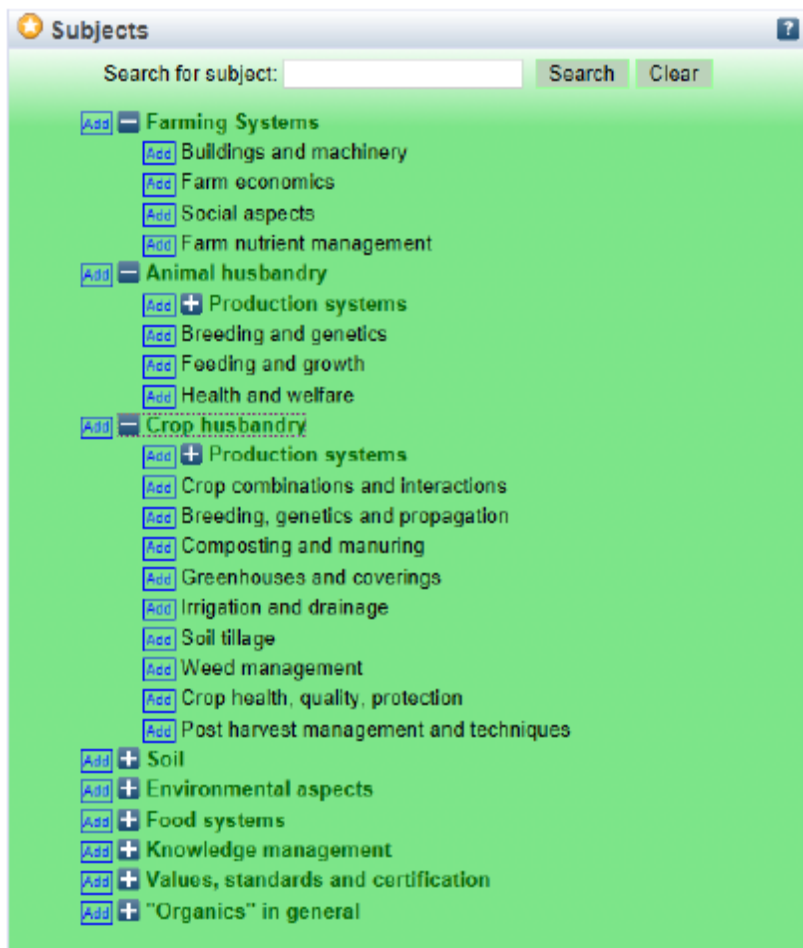 Subjects ?
Search for subject: Search Clear
Add − Farming Systems
Add Buildings and machinery
Add Farm economics
Add Social aspects
Add Farm nutrient management
Add − Animal husbandry
Add + Production systems
Add Breeding and genetics
Add Feeding and growth
Add Health and welfare
Add − Crop husbandry
Add + Production systems
Add Crop combinations and interactions
Add Breeding, genetics and propagation
Add Composting and manuring
Add Greenhouses and coverings
Add Irrigation and drainage
Add Soil tillage
Add Weed management
Add Crop health, quality, protection
Add Post harvest management and techniques
Add + Soil
Add + Environmental aspects
Add + Food systems
Add + Knowledge management
Add + Values, standards and certification
Add + "Organics" in general